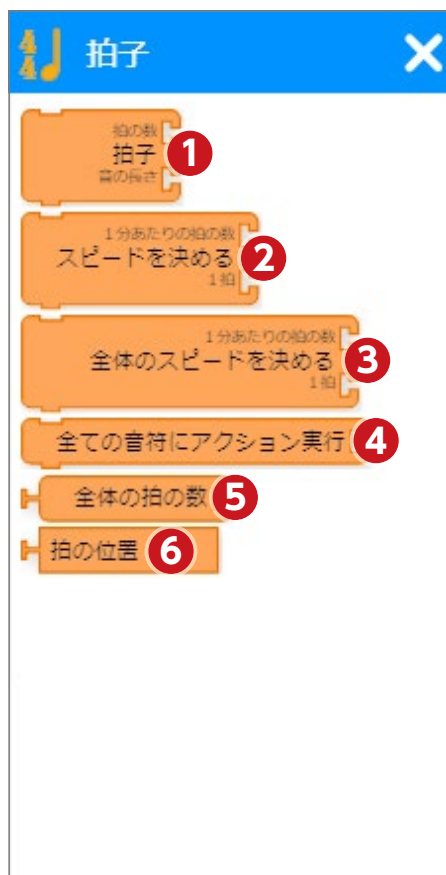 4
4
拍子
拍の数
拍子
音の長さ
1
1分あたりの拍の数
スピードを決める
1拍
2
1分あたりの拍の数
全体のスピードを決める
1拍
3
全ての音符にアクション実行
4
全体の拍の数
5
拍の位置
6